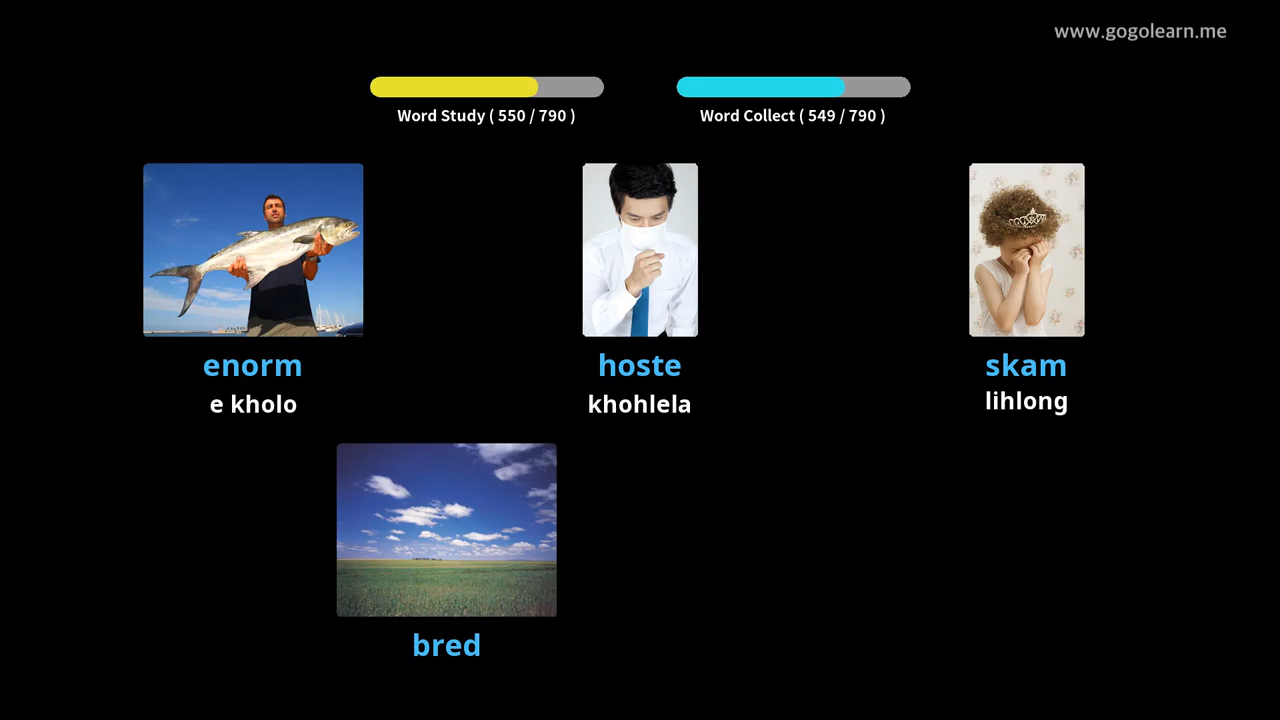 www.gogolearn.me
Word Study ( 550 / 790 )
Word Collect ( 549 / 790 )
enorm
hoste
skam
e kholo
khohlela
lihlong
bred